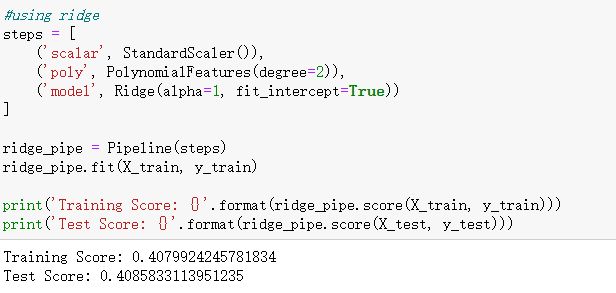 #using ridge
steps = [
    ('scalar', StandardScaler()),
    ('poly', PolynomialFeatures(degree=2)),
    ('model', Ridge(alpha=1, fit_intercept=True))
]
ridge_pipe = Pipeline(steps)
ridge_pipe.fit(X_train, y_train)
print('Training Score: {}'.format(ridge_pipe.score(X_train, y_train)))
print('Test Score: {}'.format(ridge_pipe.score(X_test, y_test)))
Training Score: 0.4079924245781834
Test Score: 0.4085833113951235